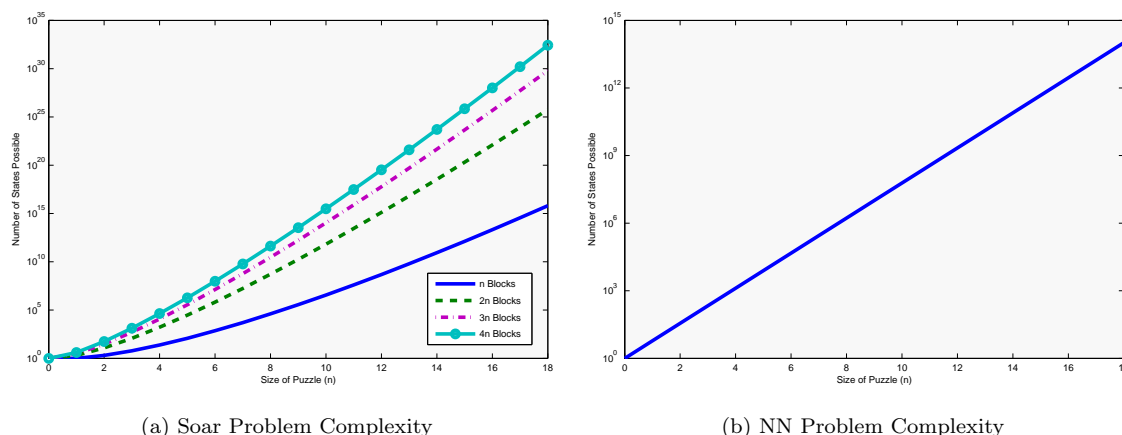 10^35
10^30
10^25
10^20
10^15
10^10
10^5
10^0
Number of States Possible
n Blocks
2n Blocks
3n Blocks
4n Blocks
0 2 4 6 8 10 12 14 16 18
Size of Puzzle (n)
(a) Soar Problem Complexity
10^15
10^12
10^9
10^6
10^3
10^0
Number of States Possible
0 2 4 6 8 10 12 14 16
Size of Puzzle (n)
(b) NN Problem Complexity